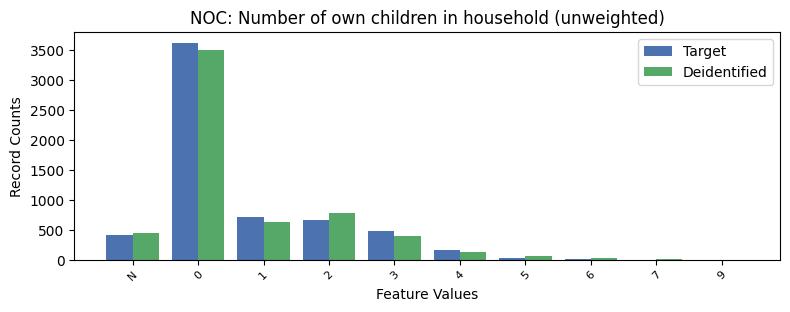 NOC: Number of own children in household (unweighted)
Target
Deidentified
Record Counts
3500
3000
2500
2000
1500
1000
500
0
N 0 1 2 3 4 5 6 7 9
Feature Values